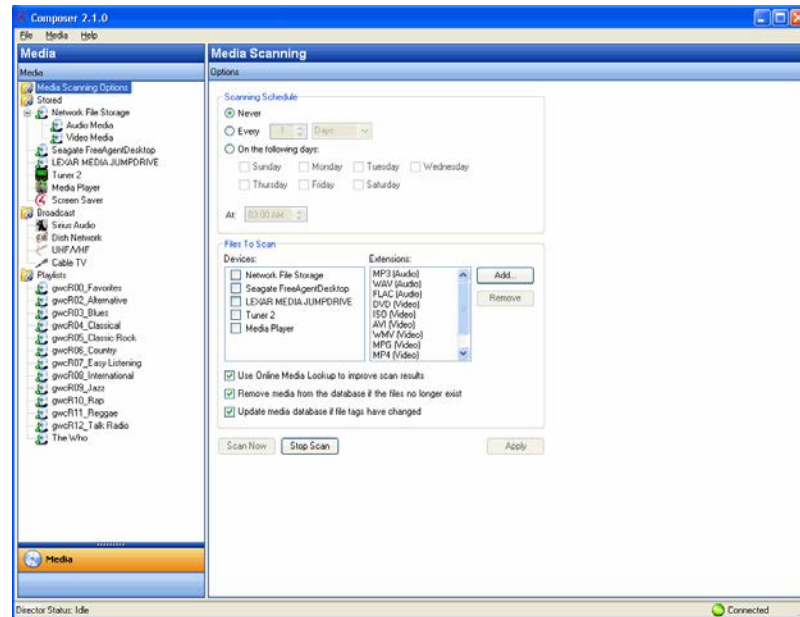 Composer 2.1.0
File Media Help
Media
Media
Media Scanning Options
Stored
Network File Storage
Audio Media
Video Media
Seagate FreeAgentDesktop
LEXAR MEDIA JUMPDRIVE
Tuner 2
Media Player
Screen Saver
Broadcast
Sirius Audio
Dish Network
UHF/VHF
Cable TV
Playlists
gwcR00_Favorites
gwcR02_Alternative
gwcR03_Blues
gwcR04_Classical
gwcR05_Classic Rock
gwcR06_Country
gwcR07_Easy Listening
gwcR08_International
gwcR09_Jazz
gwcR10_Rap
gwcR11_Reggae
gwcR12_Talk Radio
The Who
Media
Media Scanning
Options
Scanning Schedule
Never
Every 1 Days
On the following days:
Sunday Monday Tuesday Wednesday
Thursday Friday Saturday
At: 03:00 AM
Files To Scan
Devices:
Network File Storage
Seagate FreeAgentDesktop
LEXAR MEDIA JUMPDRIVE
Tuner 2
Media Player
Extensions:
MP3 (Audio)
WAV (Audio)
FLAC (Audio)
DVD (Video)
ISO (Video)
AVI (Video)
WMV (Video)
MPG (Video)
MP4 (Video)
Add...
Remove
Use Online Media Lookup to improve scan results
Remove media from the database if the files no longer exist
Update media database if file tags have changed
Scan Now Stop Scan Apply
Director Status: Idle Connected